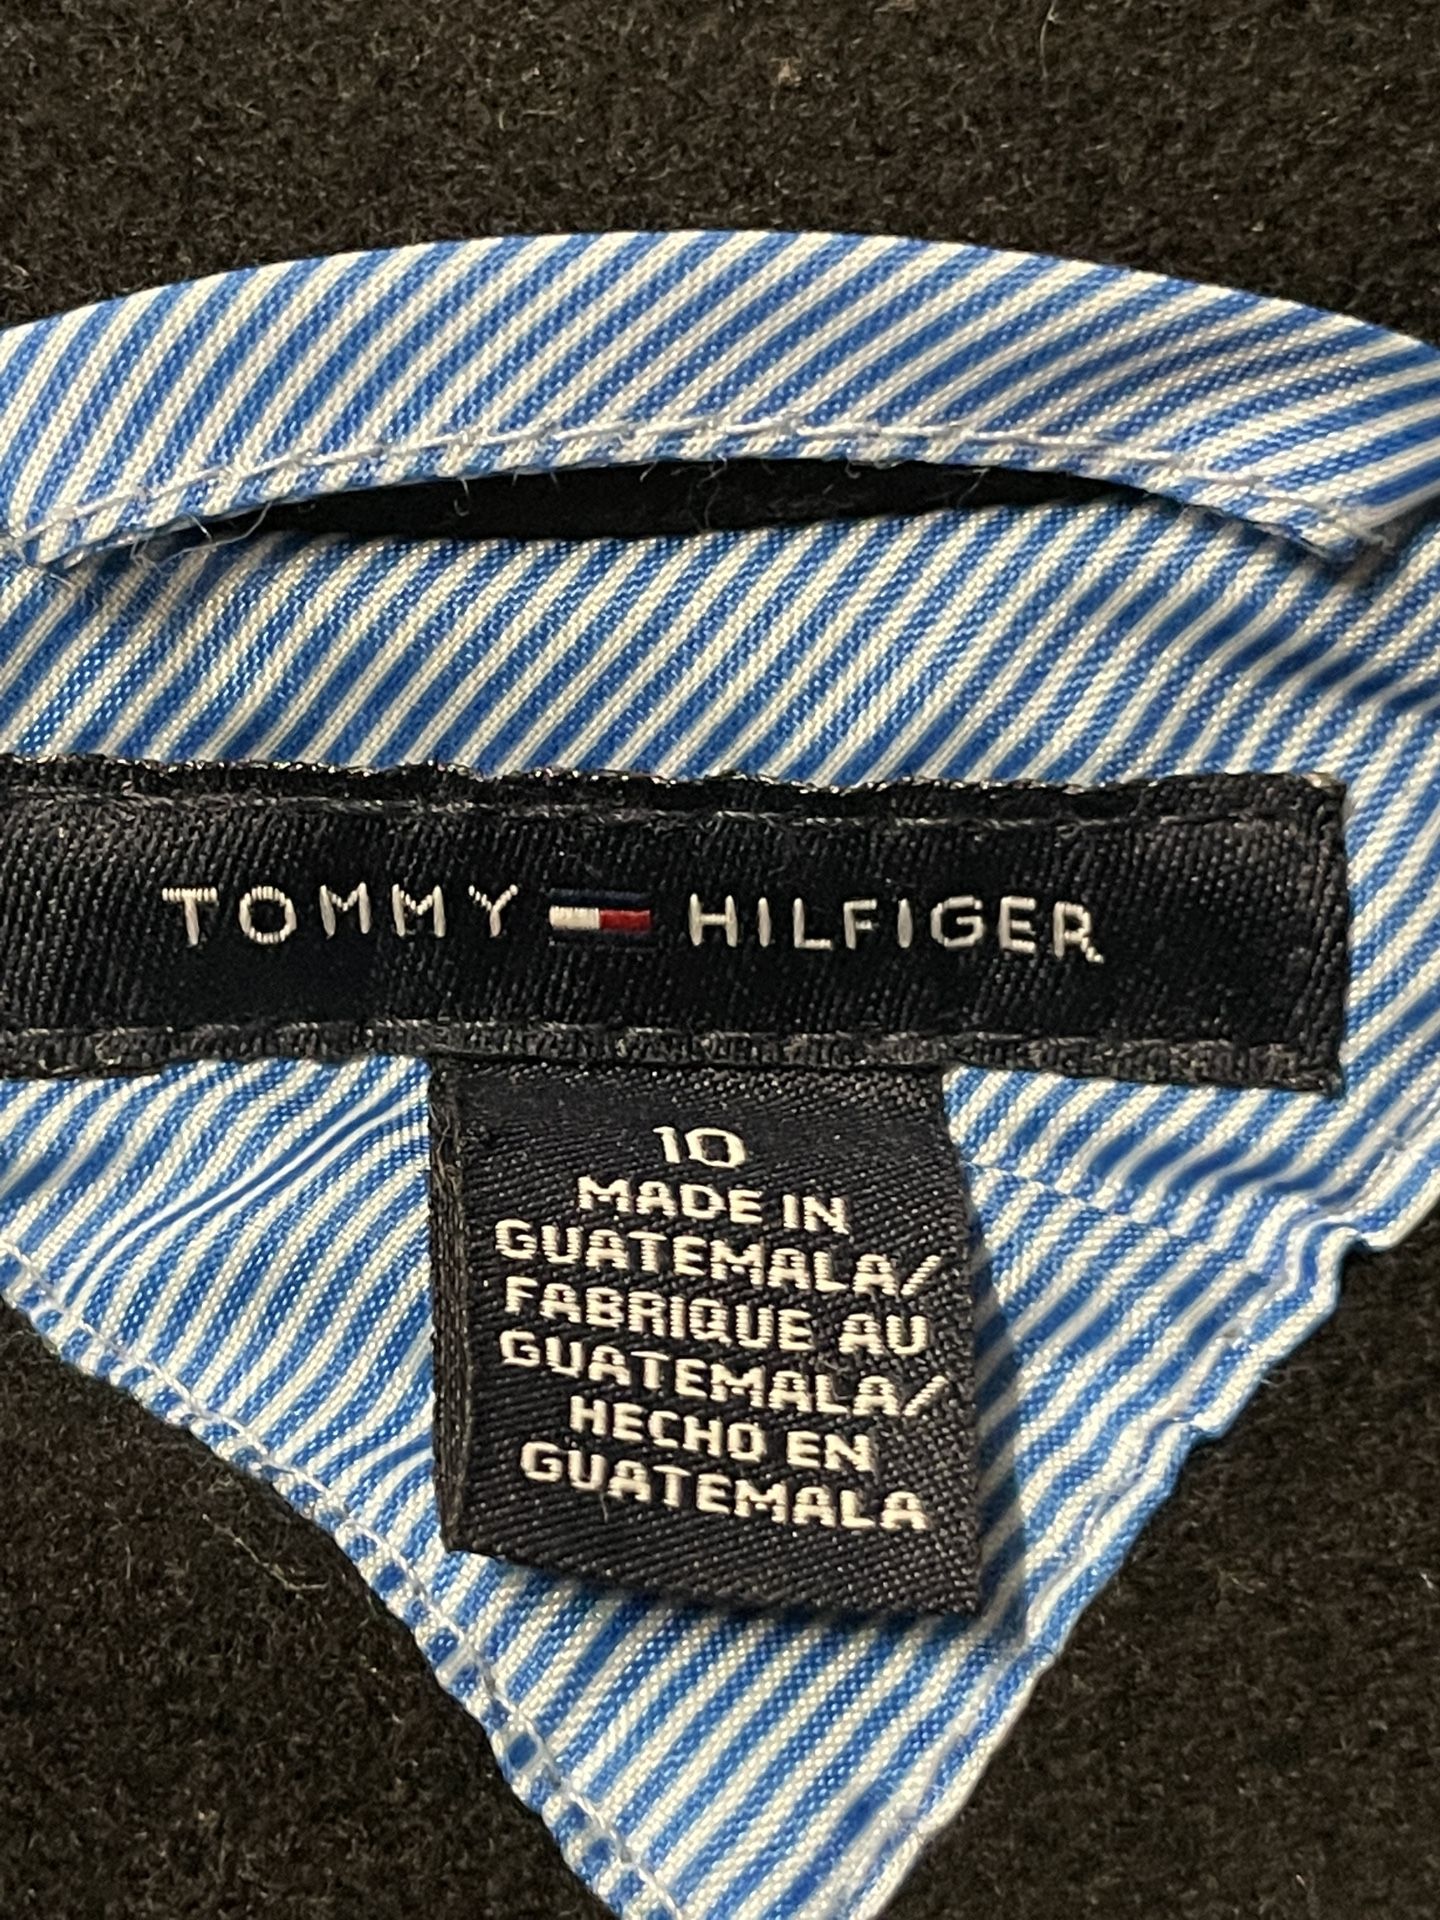 TOMMY HILFIGER
10
MADE IN
GUATEMALA/
FABRIQUE AU
GUATEMALA/
HECHO EN
GUATEMALA